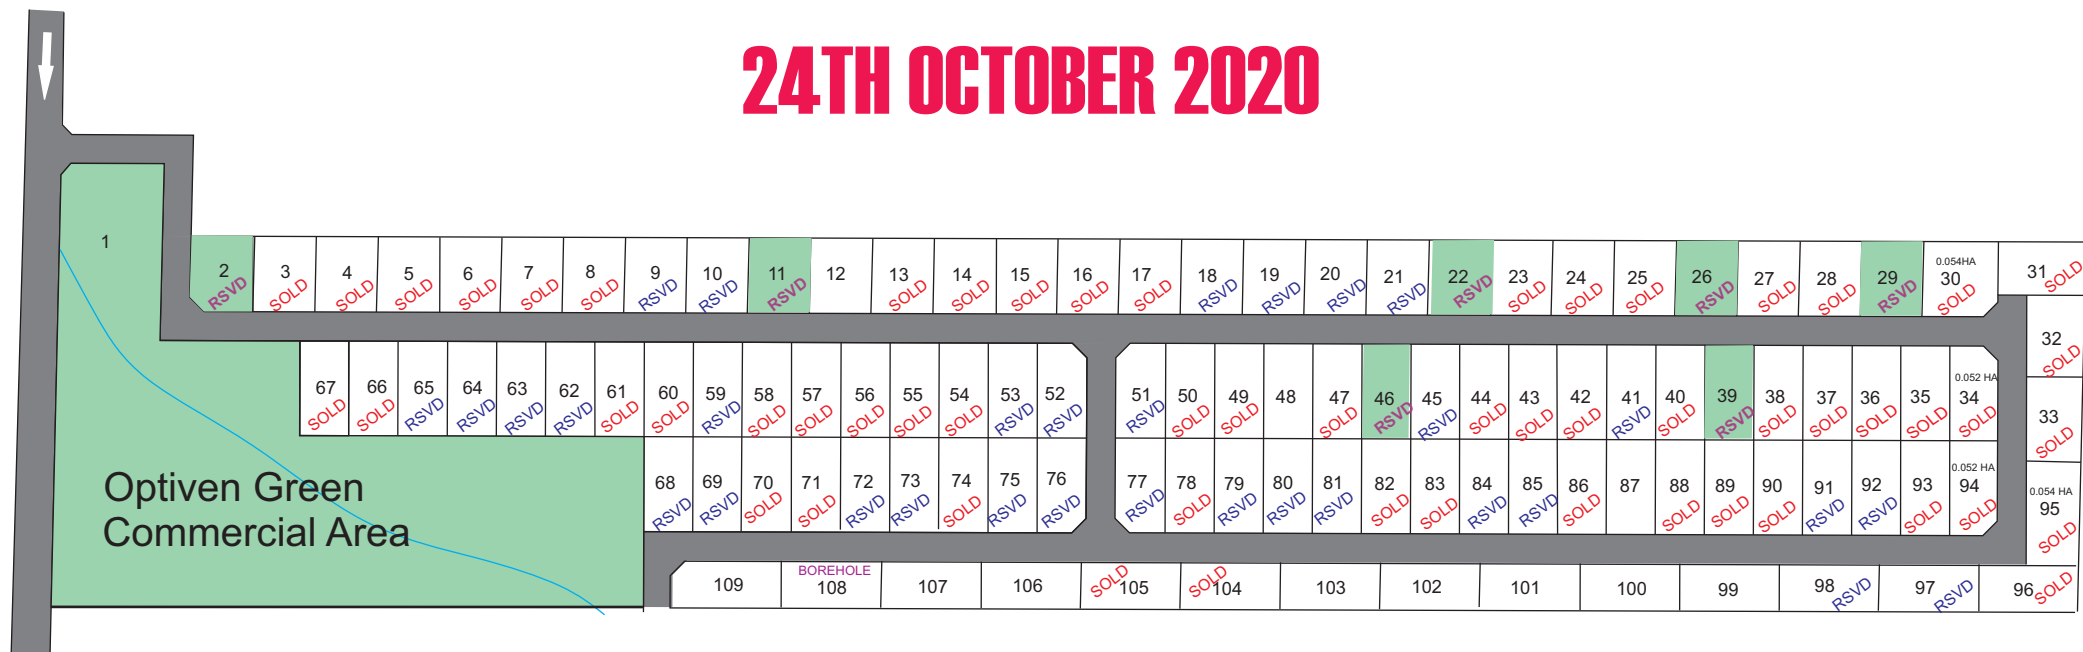 24TH OCTOBER 2020
1
2 RSVD
3 SOLD
4 SOLD
5 SOLD
6 SOLD
7 SOLD
8 SOLD
9 RSVD
10 RSVD
11 RSVD
12
13 SOLD
14 SOLD
15 SOLD
16 SOLD
17 SOLD
18 RSVD
19 RSVD
20 RSVD
21 RSVD
22 RSVD
23 SOLD
24 SOLD
25 SOLD
26 RSVD
27 SOLD
28 SOLD
29 RSVD
0.054HA
30 SOLD
31 SOLD
32 SOLD
33 SOLD
67 SOLD
66 SOLD
65 RSVD
64 RSVD
63 RSVD
62 RSVD
61 SOLD
60 SOLD
59 RSVD
58 SOLD
57 SOLD
56 SOLD
55 SOLD
54 SOLD
53 RSVD
52 RSVD
51 RSVD
50 SOLD
49 SOLD
48
47 SOLD
46 RSVD
45 RSVD
44 SOLD
43 SOLD
42 SOLD
41 RSVD
40 SOLD
39 RSVD
38 SOLD
37 SOLD
36 SOLD
35 SOLD
0.052 HA
34 SOLD
Optiven Green
Commercial Area
68 RSVD
69 RSVD
70 SOLD
71 SOLD
72 RSVD
73 RSVD
74 SOLD
75 RSVD
76 RSVD
77 RSVD
78 SOLD
79 RSVD
80 RSVD
81 RSVD
82 SOLD
83 SOLD
84 RSVD
85 RSVD
86 SOLD
87
88 SOLD
89 SOLD
90 SOLD
91 RSVD
92 RSVD
93 SOLD
0.052 HA
94 SOLD
0.054 HA
95
SOLD
109
BOREHOLE
108
107
106
SOLD 105
SOLD 104
103
102
101
100
99
98 RSVD
97 RSVD
96 SOLD